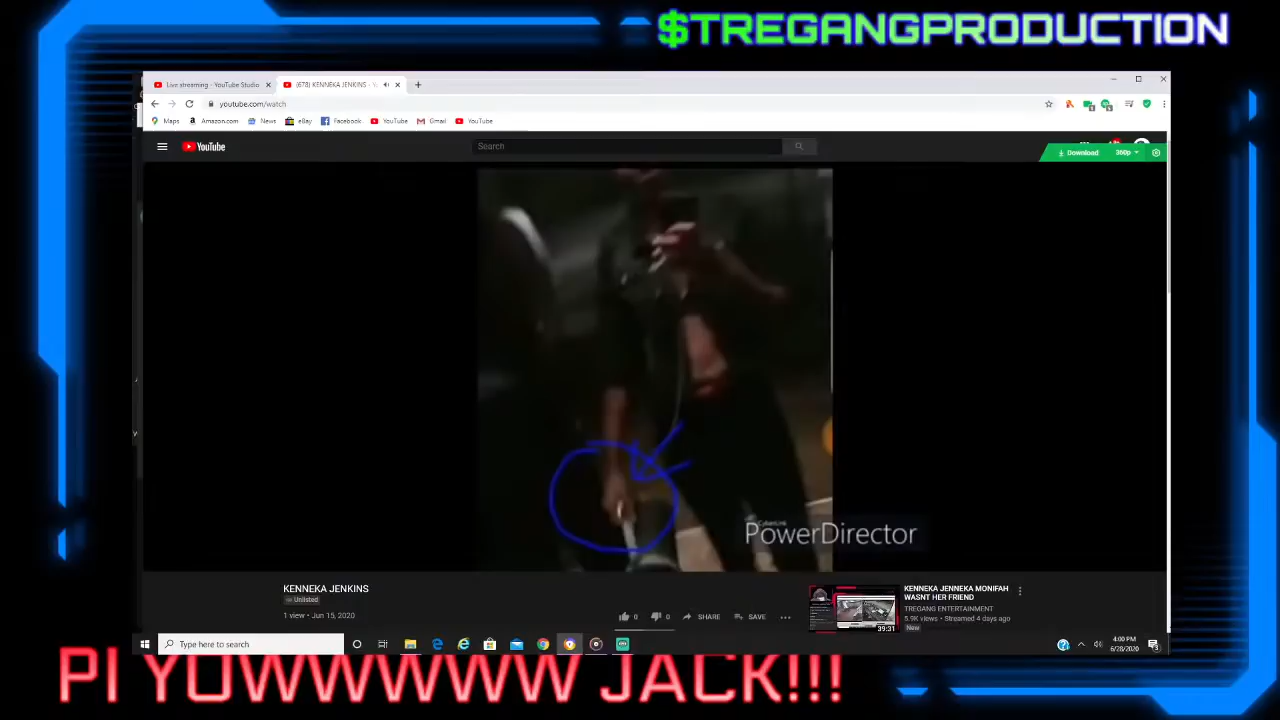 $TREGANGPRODUCTION
Live streaming - YouTube Studio
(678) KENNEKA JENKINS - Y
youtube.com/watch
Maps
Amazon.com
News
eBay
Facebook
YouTube
Gmail
YouTube
YouTube
Search
Download
360p
CyberLink
PowerDirector
KENNEKA JENKINS
Unlisted
1 view • Jun 15, 2020
0
0
SHARE
SAVE
KENNEKA JENNEKA MONIFAH
WASNT HER FRIEND
TREGANG ENTERTAINMENT
5.9K views • Streamed 4 days ago
New
39:31
Type here to search
4:00 PM
6/28/2020
PI YOWWWWW JACK!!!